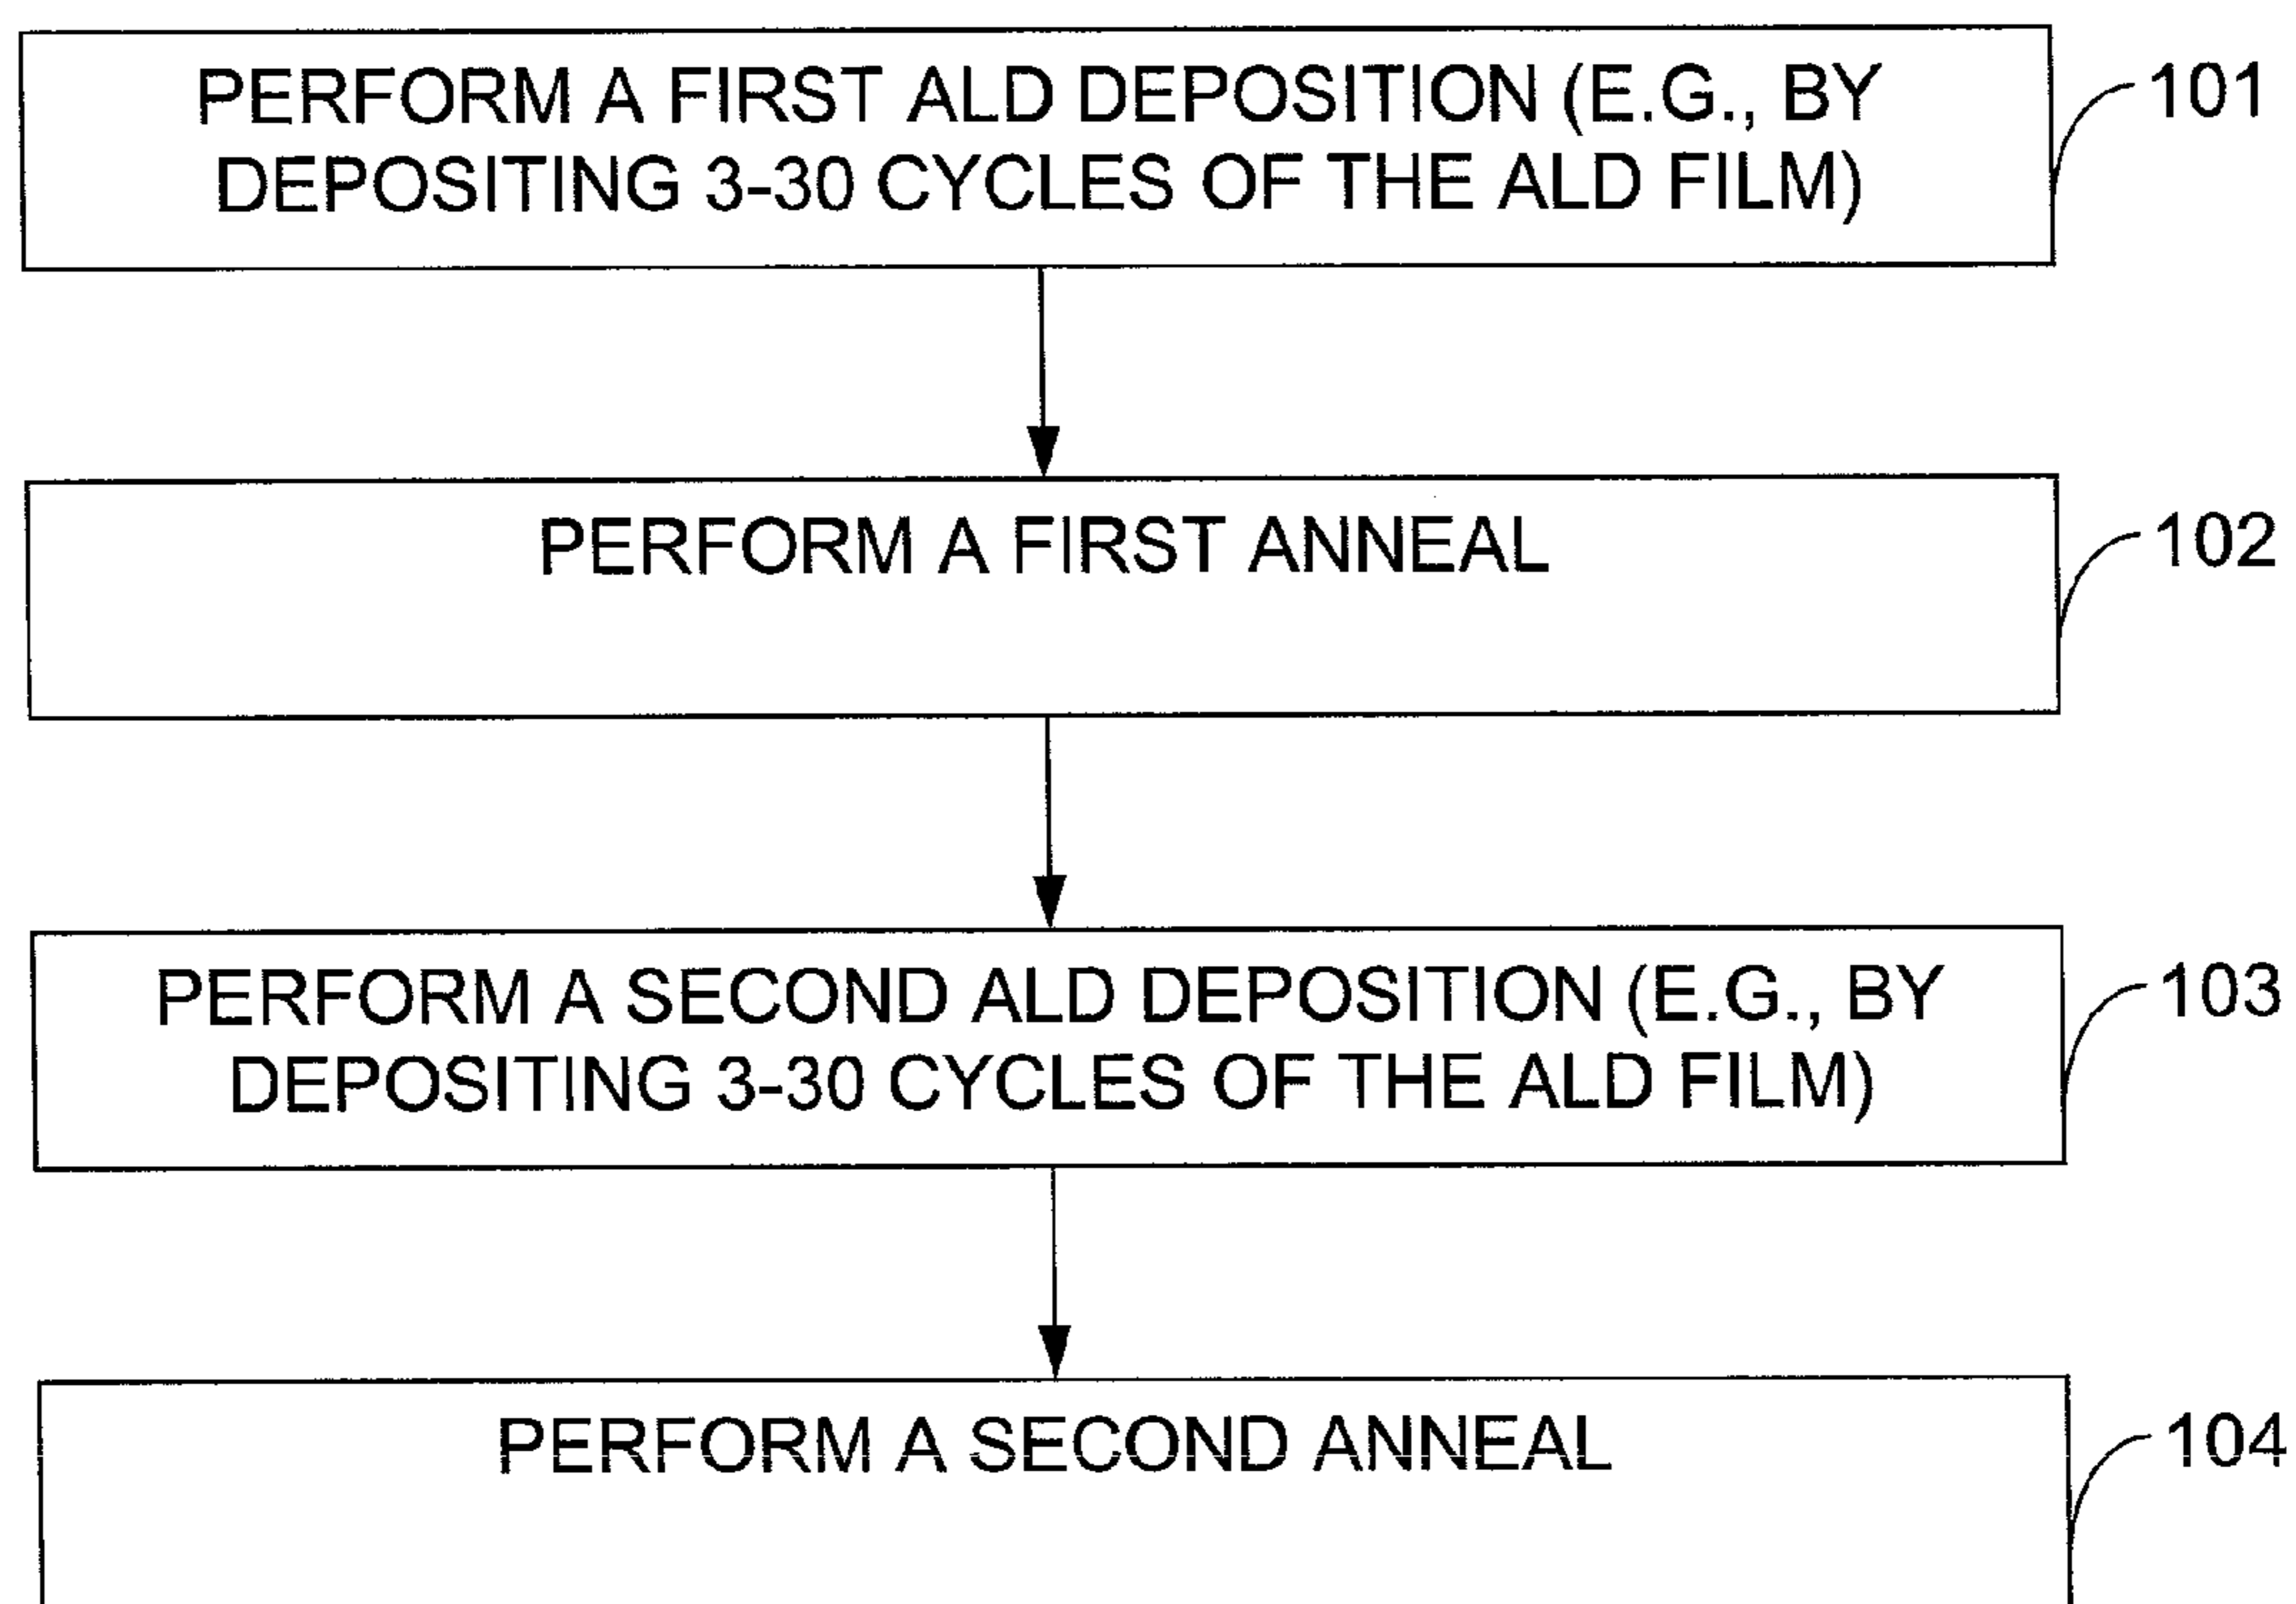 PERFORM A FIRST ALD DEPOSITION (E.G., BY
DEPOSITING 3-30 CYCLES OF THE ALD FILM)
101
PERFORM A FIRST ANNEAL
102
PERFORM A SECOND ALD DEPOSITION (E.G., BY
DEPOSITING 3-30 CYCLES OF THE ALD FILM)
103
PERFORM A SECOND ANNEAL
104